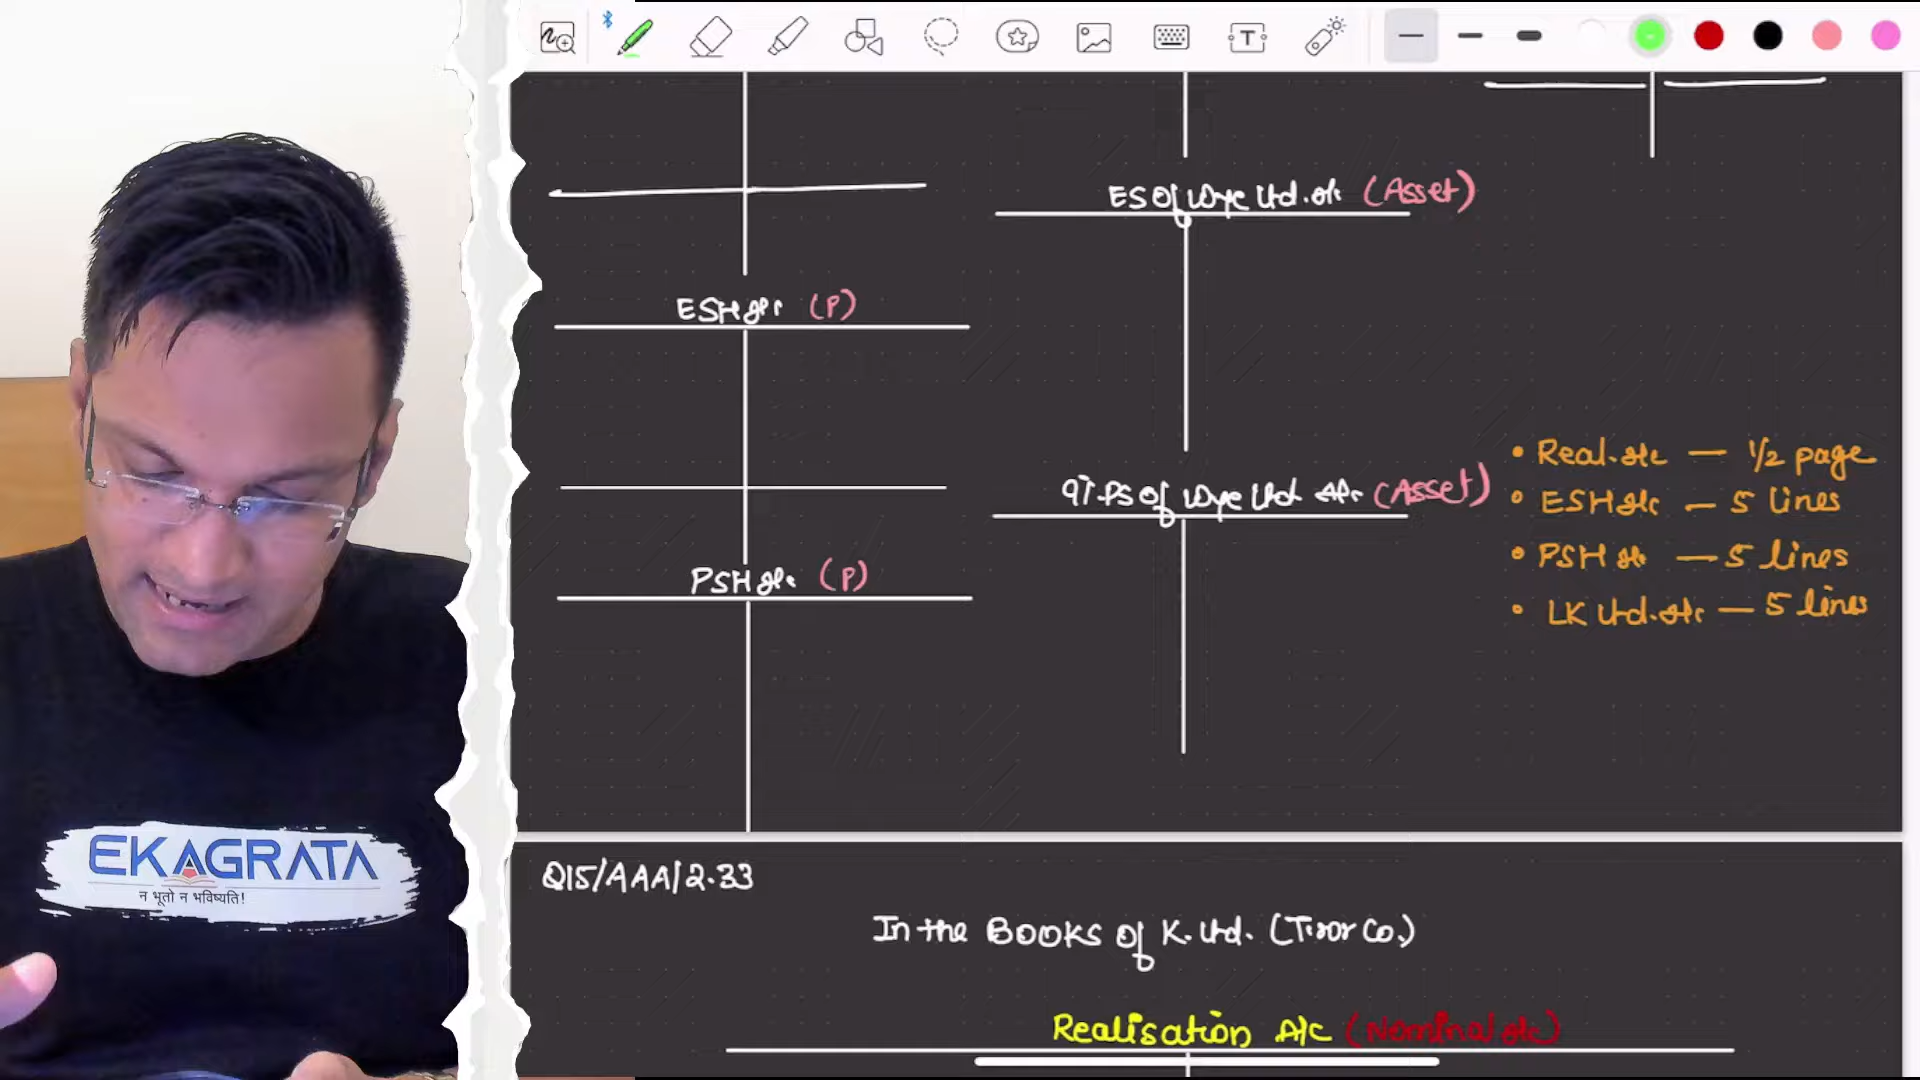 ES Of Wye Ltd. A/c (Asset)
ESH A/c (P)
9% PS Of Wye Ltd A/c (Asset)
PSH A/c (P)
• Real. A/c — 1/2 page
• ESH A/c — 5 lines
• PSH A/c — 5 lines
• LK Ltd. A/c — 5 lines
EKAGRATA
न भूतो न भविष्यति!
Q15/AAA/2.33
In the Books Of K. Ltd. (T:ror Co.)
Realisation A/c (Nominal A/c)
T